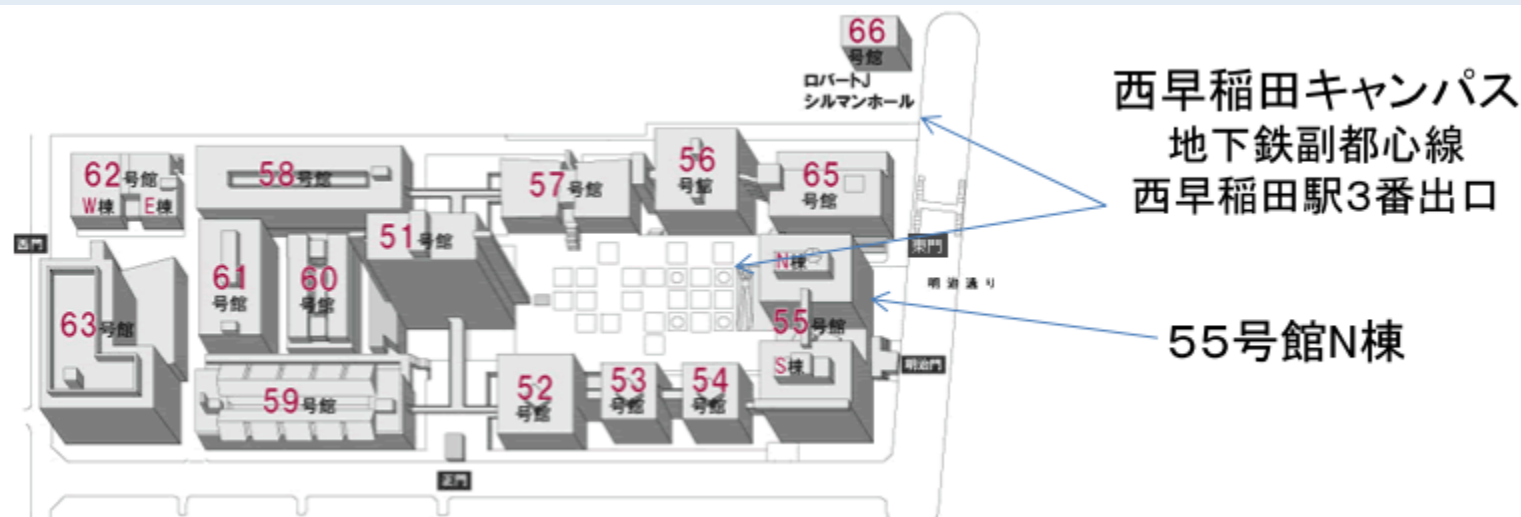 66
号館
ロバートJ
シルマンホール
西早稲田キャンパス
地下鉄副都心線
西早稲田駅3番出口
62号館
W棟 E棟
58号館
57号館
56
号館
65
号館
51号館
西門
61
号館
60
号館
N棟
東門
明治通り
63号館
55号館
55号館N棟
S棟
明治門
59号館
52
号館
53
号館
54
号館
正門